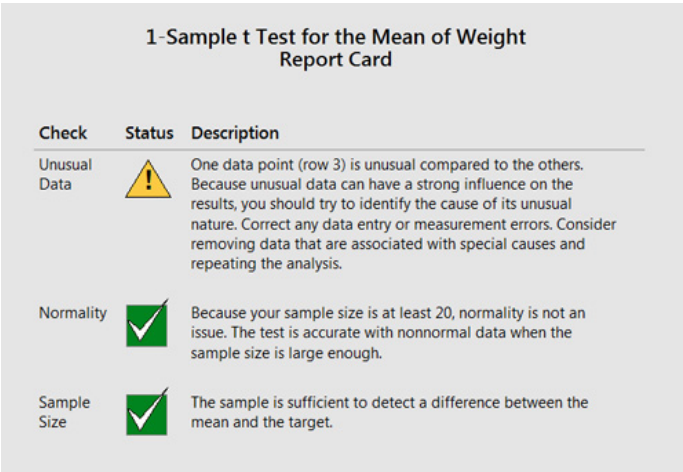 1-Sample t Test for the Mean of Weight
Report Card
Check Status Description
Unusual
Data
One data point (row 3) is unusual compared to the others.
Because unusual data can have a strong influence on the
results, you should try to identify the cause of its unusual
nature. Correct any data entry or measurement errors. Consider
removing data that are associated with special causes and
repeating the analysis.
Normality
Because your sample size is at least 20, normality is not an
issue. The test is accurate with nonnormal data when the
sample size is large enough.
Sample
Size
The sample is sufficient to detect a difference between the
mean and the target.